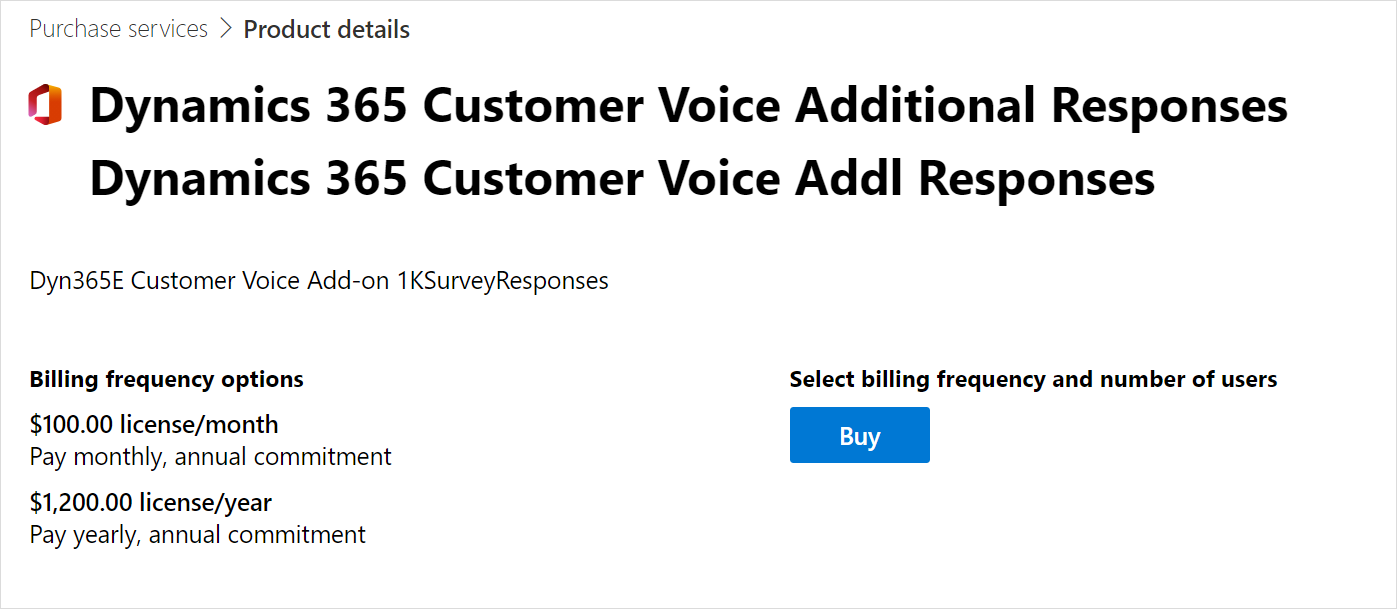 Purchase services > Product details
Dynamics 365 Customer Voice Additional Responses
Dynamics 365 Customer Voice Addl Responses
Dyn365E Customer Voice Add-on 1KSurveyResponses
Billing frequency options
$100.00 license/month
Pay monthly, annual commitment
$1,200.00 license/year
Pay yearly, annual commitment
Select billing frequency and number of users
Buy